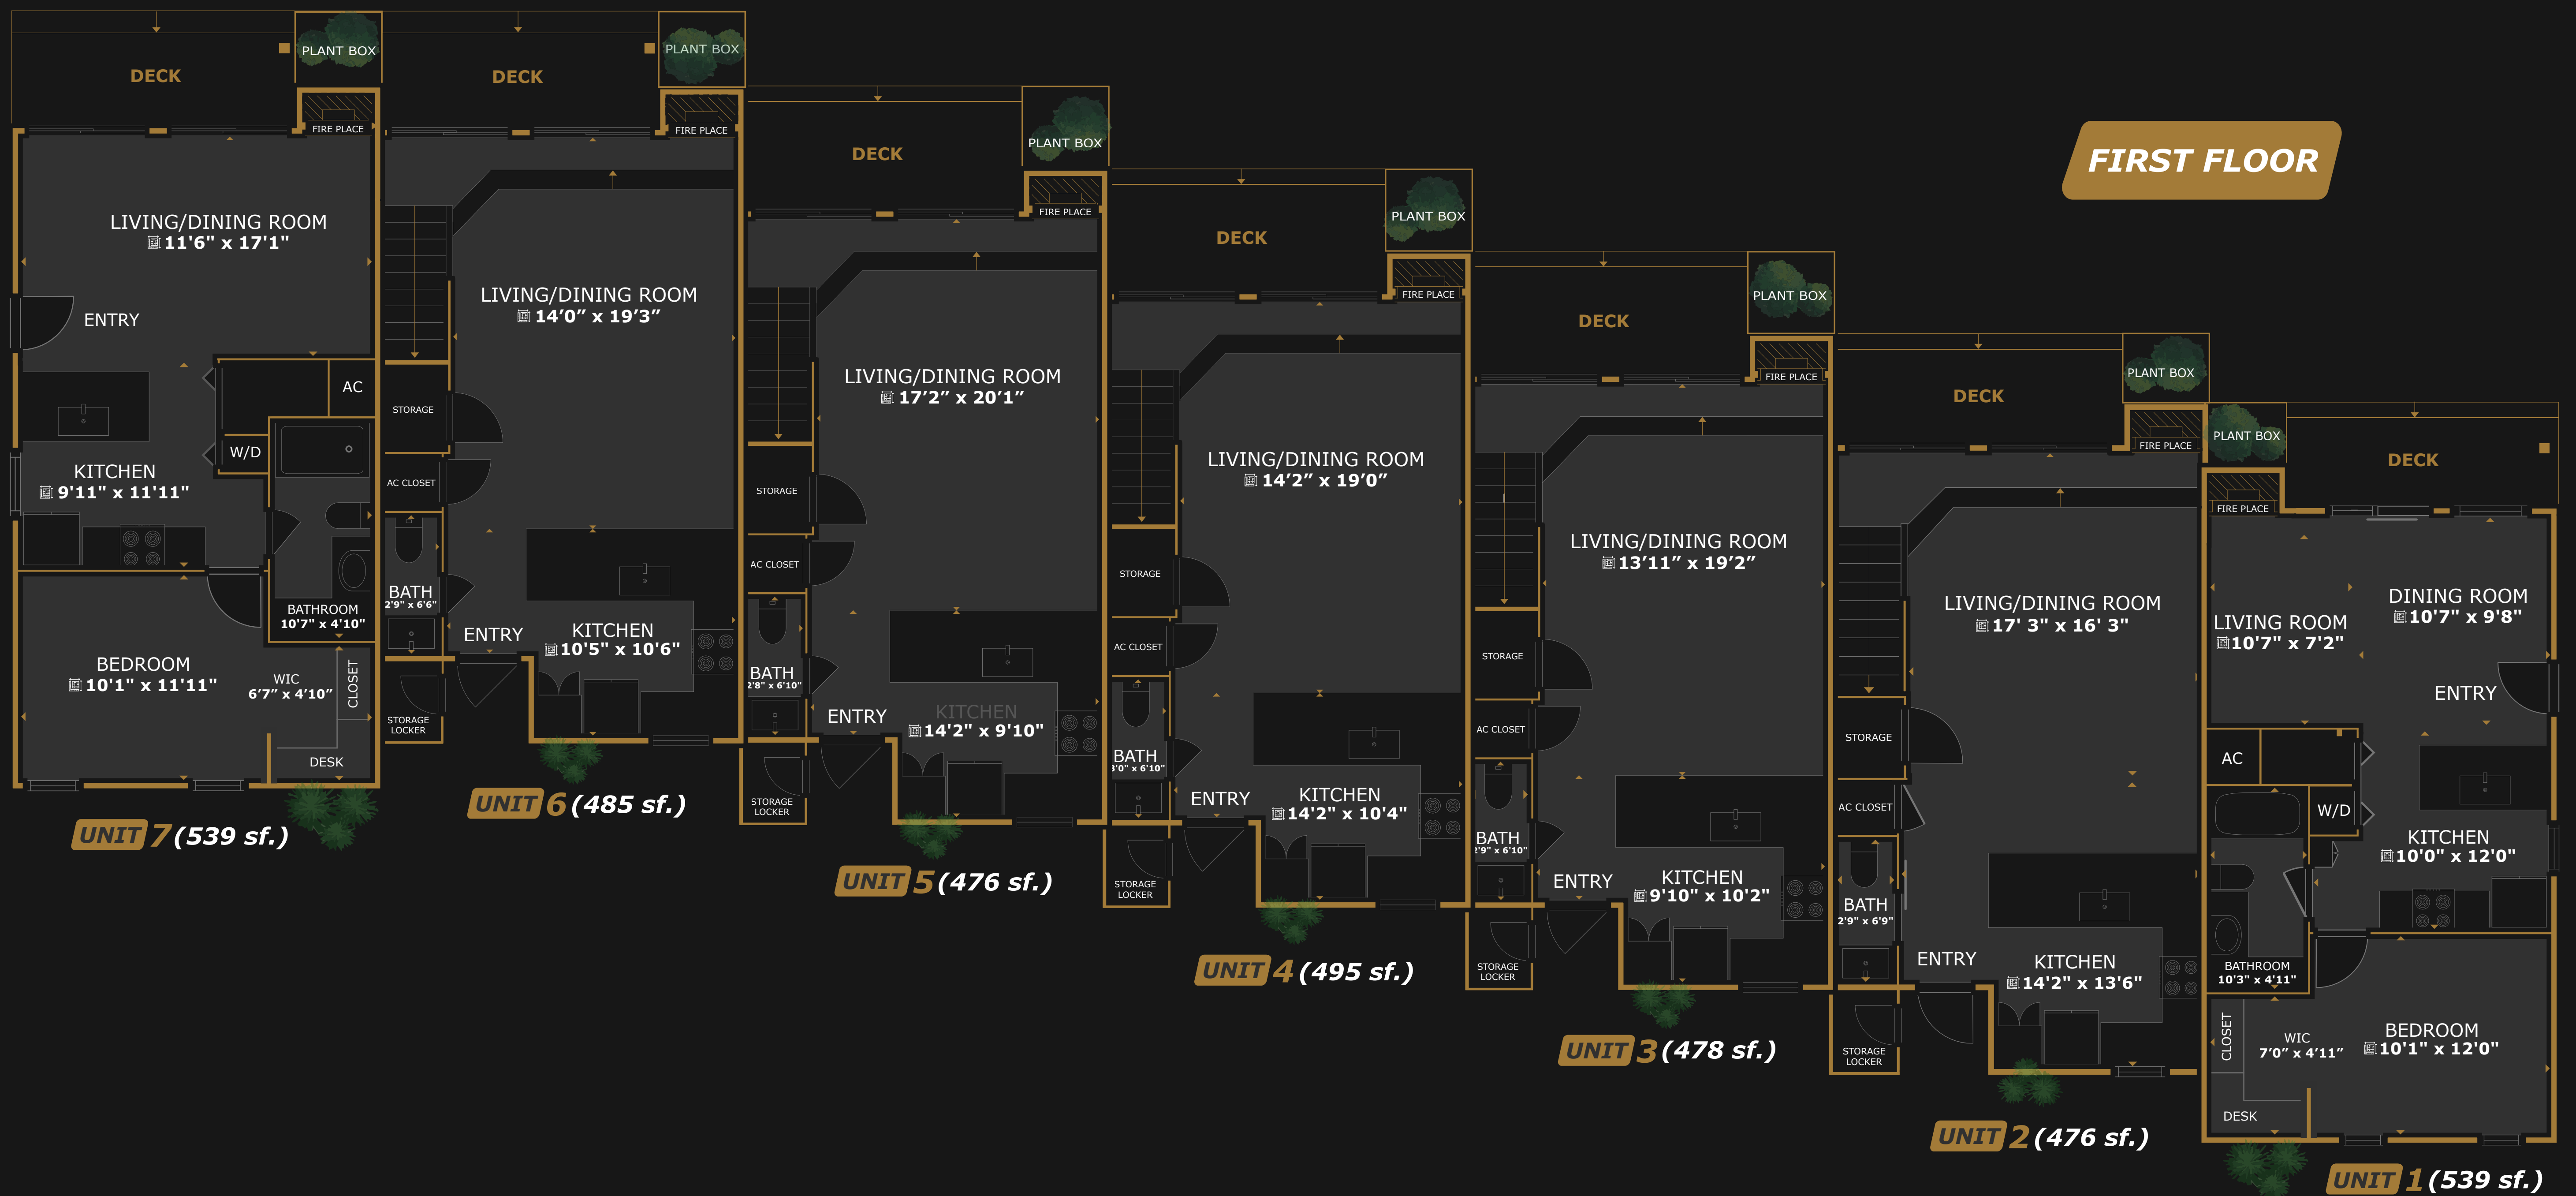 FIRST FLOOR
DECK
PLANT BOX
FIRE PLACE
LIVING/DINING ROOM
11'6" x 17'1"
ENTRY
AC
W/D
KITCHEN
9'11" x 11'11"
BATHROOM
10'7" x 4'10"
BEDROOM
10'1" x 11'11"
WIC
6'7" x 4'10"
CLOSET
DESK
UNIT 7 (539 sf.)
DECK
PLANT BOX
FIRE PLACE
LIVING/DINING ROOM
14'0" x 19'3"
STORAGE
AC CLOSET
BATH
2'9" x 6'6"
ENTRY
KITCHEN
10'5" x 10'6"
STORAGE
LOCKER
UNIT 6 (485 sf.)
DECK
PLANT BOX
FIRE PLACE
LIVING/DINING ROOM
17'2" x 20'1"
STORAGE
AC CLOSET
BATH
2'8" x 6'10"
ENTRY
KITCHEN
14'2" x 9'10"
STORAGE
LOCKER
UNIT 5 (476 sf.)
DECK
PLANT BOX
FIRE PLACE
LIVING/DINING ROOM
14'2" x 19'0"
STORAGE
AC CLOSET
BATH
3'0" x 6'10"
ENTRY
KITCHEN
14'2" x 10'4"
STORAGE
LOCKER
UNIT 4 (495 sf.)
DECK
PLANT BOX
FIRE PLACE
LIVING/DINING ROOM
13'11" x 19'2"
STORAGE
AC CLOSET
BATH
2'9" x 6'10"
ENTRY
KITCHEN
9'10" x 10'2"
STORAGE
LOCKER
UNIT 3 (478 sf.)
DECK
PLANT BOX
FIRE PLACE
LIVING/DINING ROOM
17' 3" x 16' 3"
STORAGE
AC CLOSET
BATH
2'9" x 6'9"
ENTRY
KITCHEN
14'2" x 13'6"
STORAGE
LOCKER
UNIT 2 (476 sf.)
PLANT BOX
DECK
FIRE PLACE
DINING ROOM
10'7" x 9'8"
LIVING ROOM
10'7" x 7'2"
ENTRY
AC
W/D
KITCHEN
10'0" x 12'0"
BATHROOM
10'3" x 4'11"
CLOSET
WIC
7'0" x 4'11"
BEDROOM
10'1" x 12'0"
DESK
UNIT 1 (539 sf.)